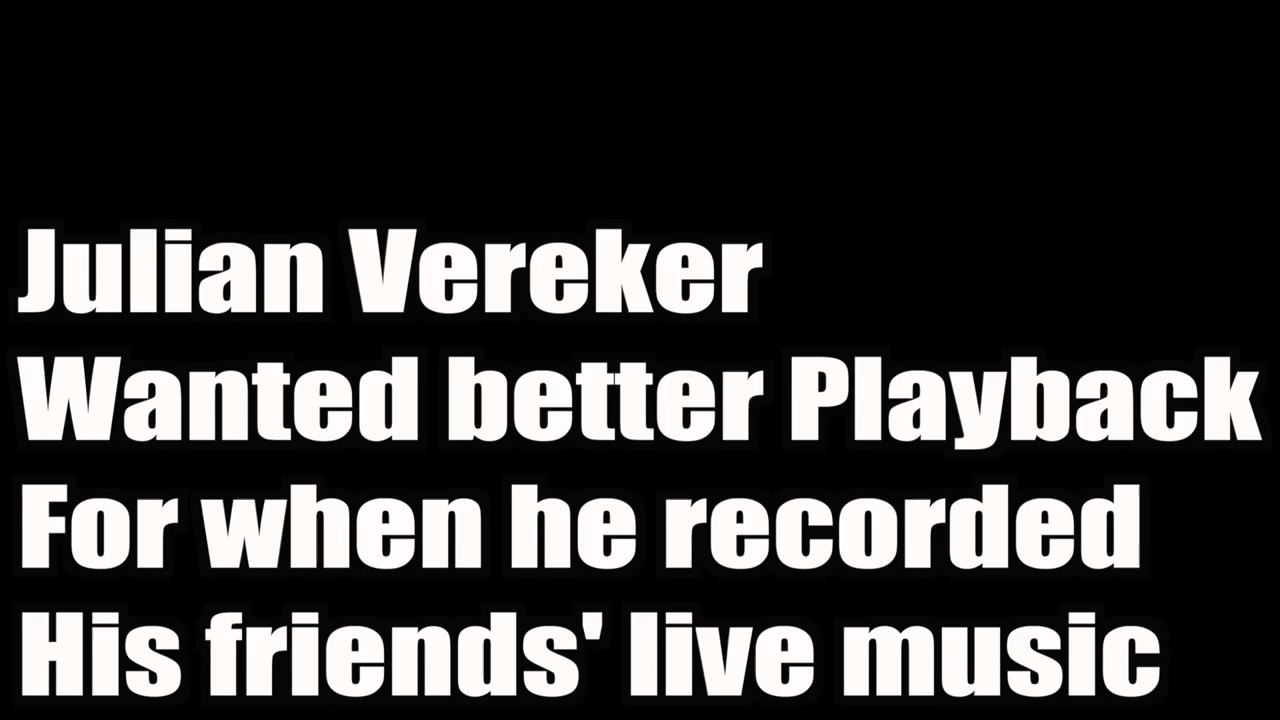 Julian Vereker
Wanted better Playback
For when he recorded
His friends' live music